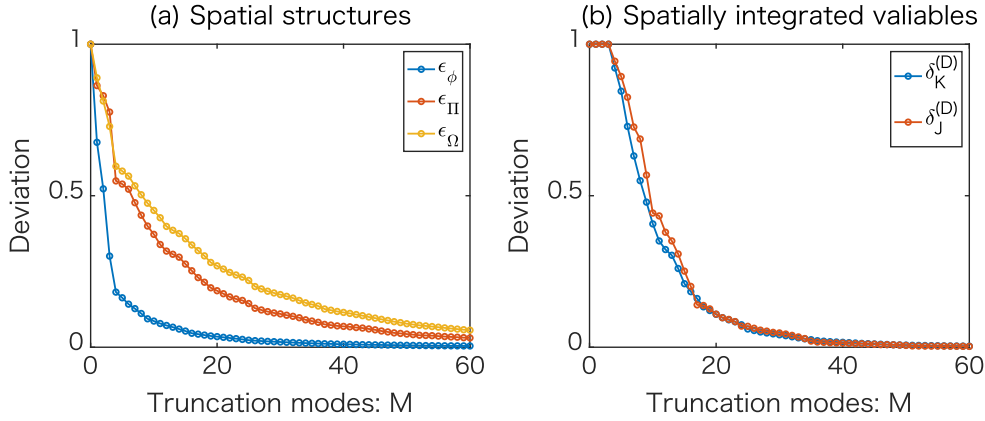 (a) Spatial structures
1
0.5
0
0
20
40
60
Deviation
Truncation modes: M
ϵ_ϕ
ϵ_Π
ϵ_Ω
(b) Spatially integrated valiables
1
0.5
0
0
20
40
60
Deviation
Truncation modes: M
δ_K^(D)
δ_J^(D)